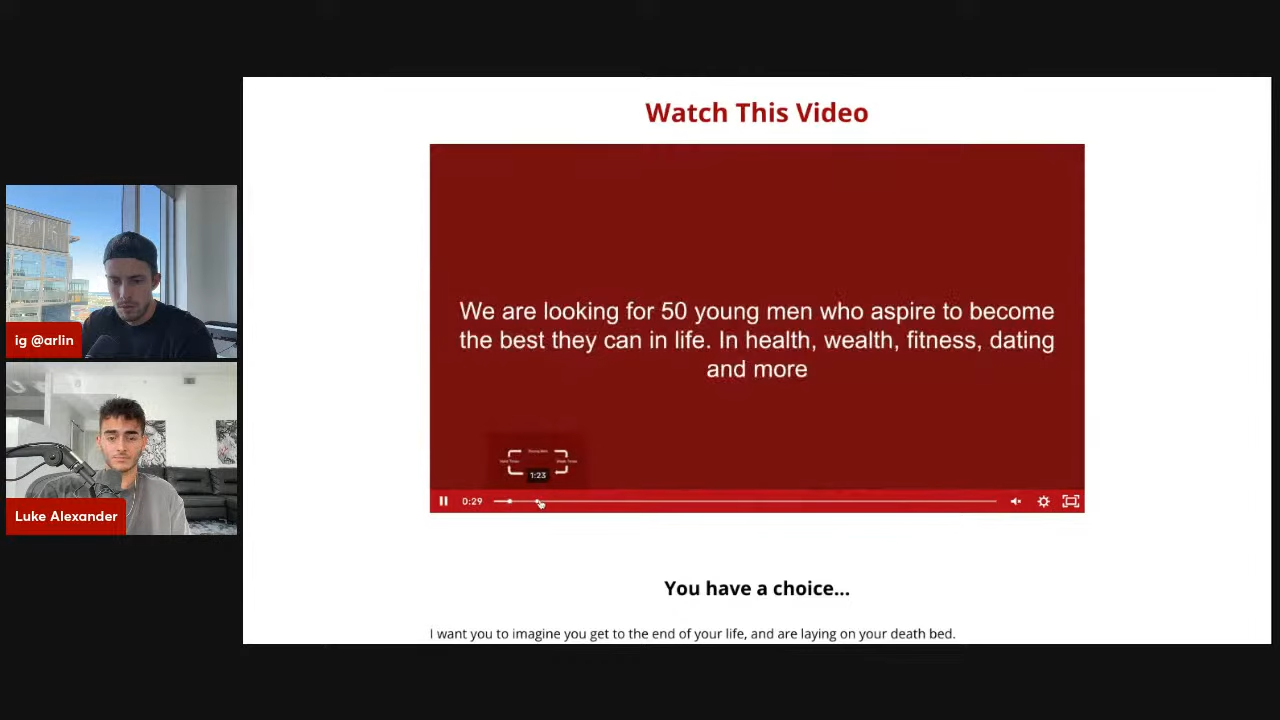 Watch This Video
We are looking for 50 young men who aspire to become
the best they can in life. In health, wealth, fitness, dating
and more
1:23
0:29
ig @arlin
Luke Alexander
You have a choice...
I want you to imagine you get to the end of your life, and are laying on your death bed.